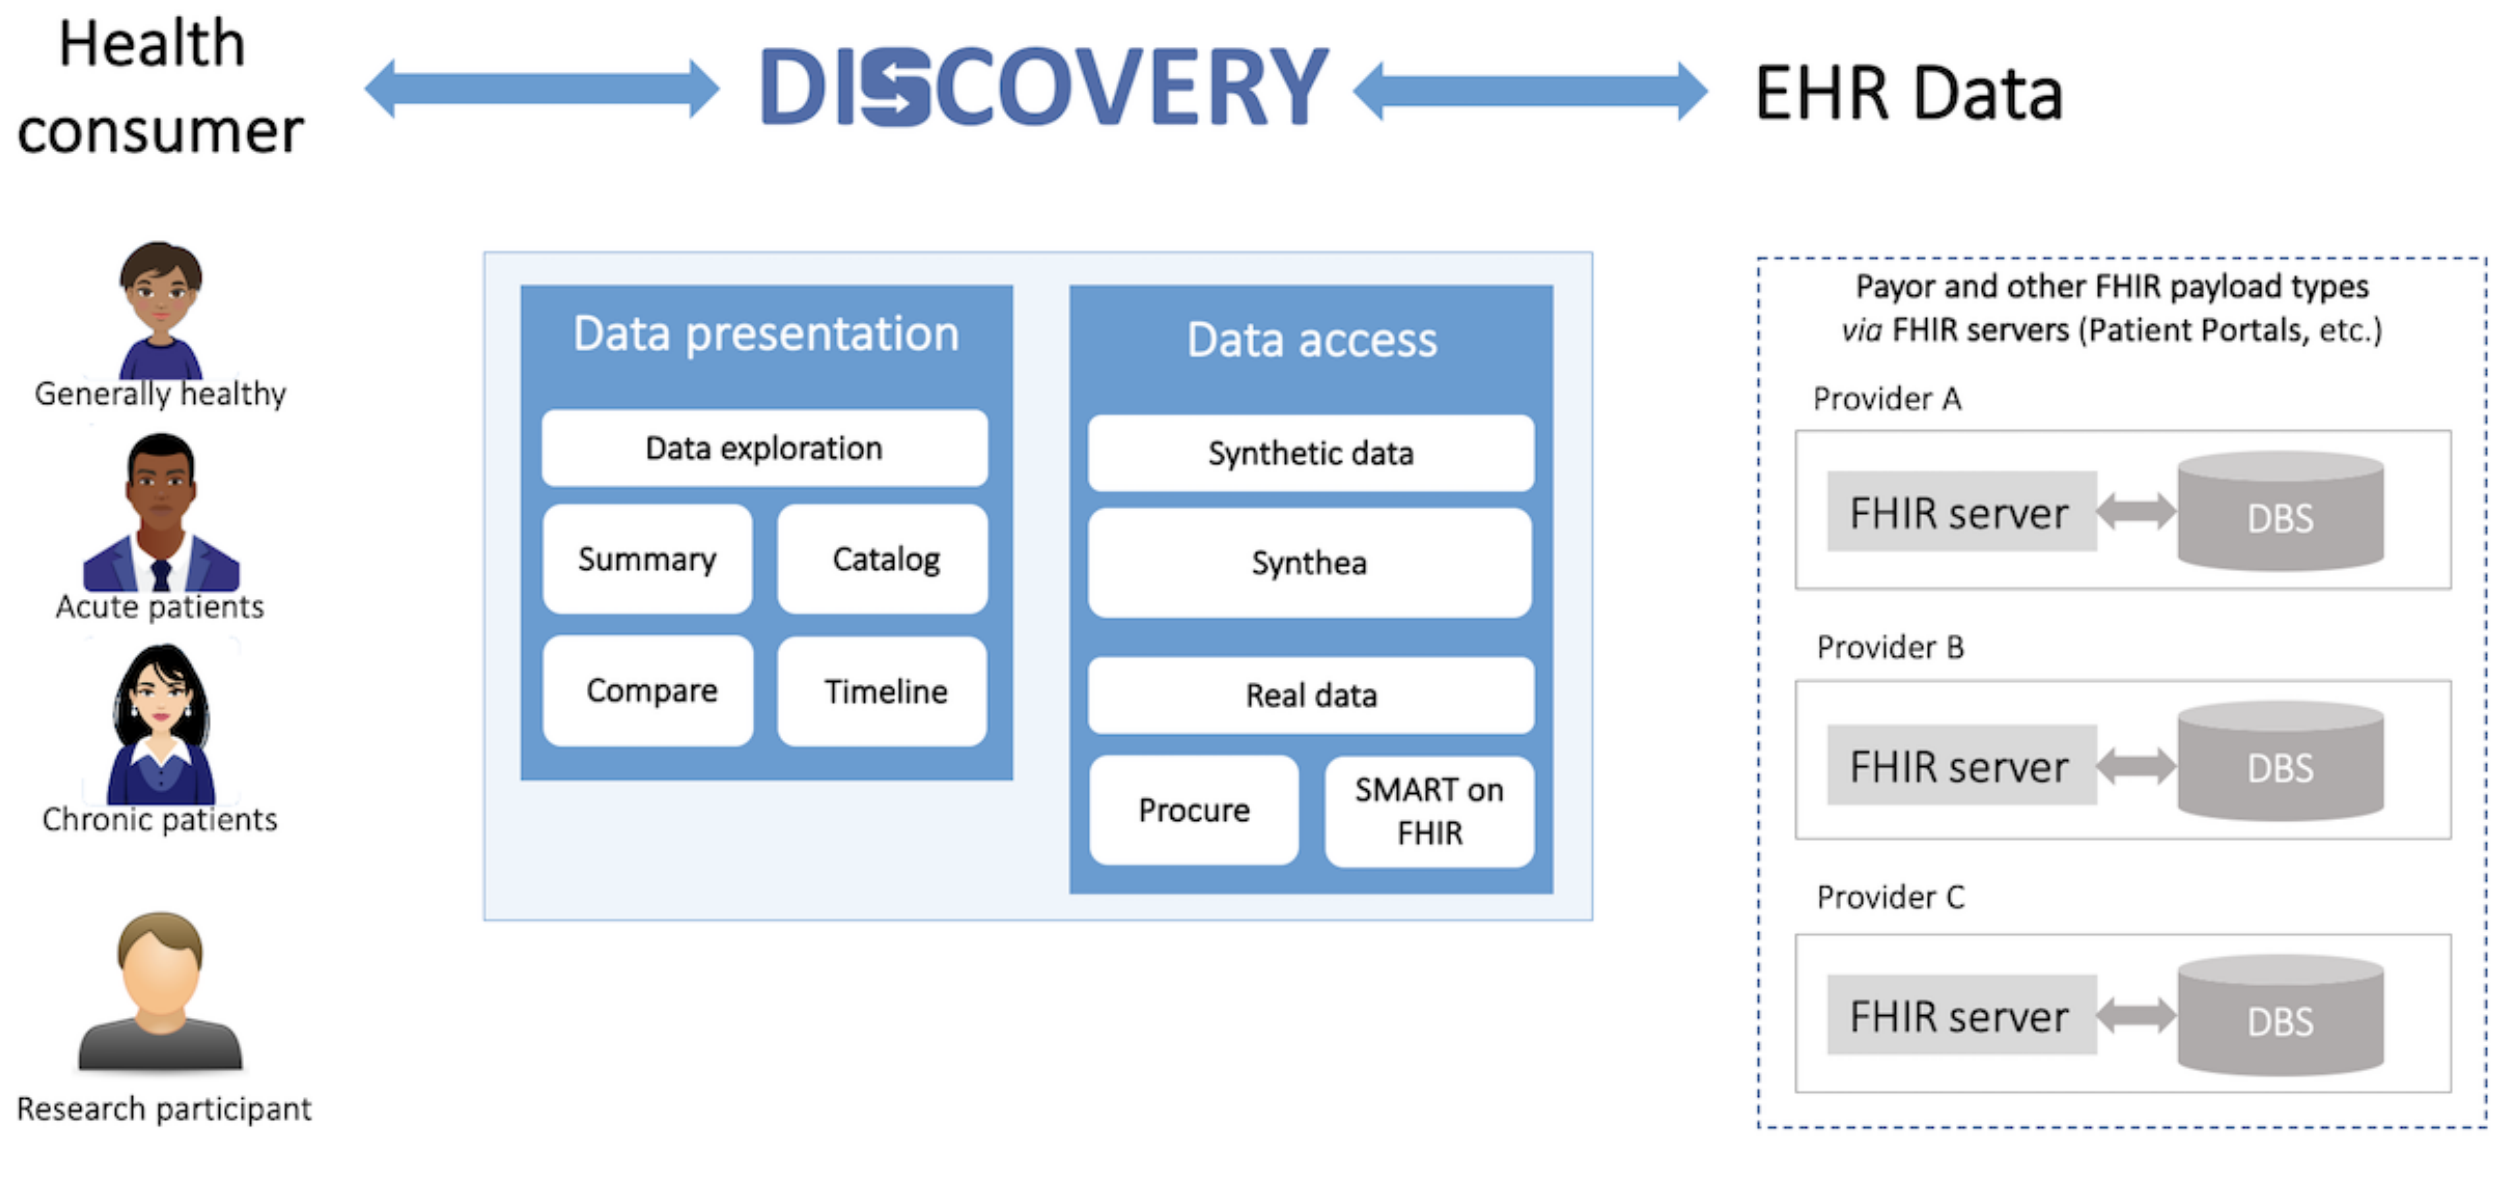 Health
consumer
DISCOVERY
EHR Data
Generally healthy
Acute patients
Chronic patients
Research participant
Data presentation
Data exploration
Summary
Catalog
Compare
Timeline
Data access
Synthetic data
Synthea
Real data
Procure
SMART on
FHIR
Payor and other FHIR payload types
via FHIR servers (Patient Portals, etc.)
Provider A
FHIR server
DBS
Provider B
FHIR server
DBS
Provider C
FHIR server
DBS